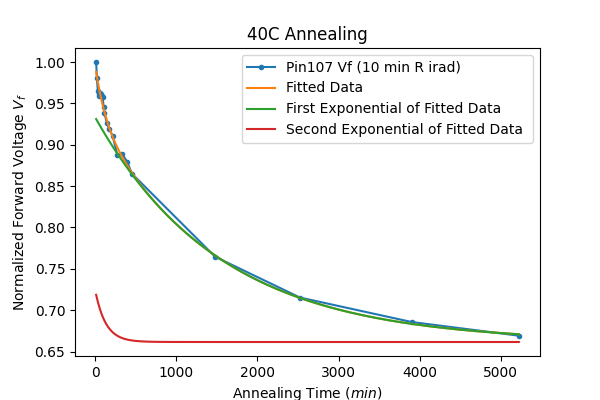 40C Annealing
Pin107 Vf (10 min R irad)
Fitted Data
First Exponential of Fitted Data
Second Exponential of Fitted Data
Normalized Forward Voltage V_f
1.00
0.95
0.90
0.85
0.80
0.75
0.70
0.65
0 1000 2000 3000 4000 5000
Annealing Time (min)